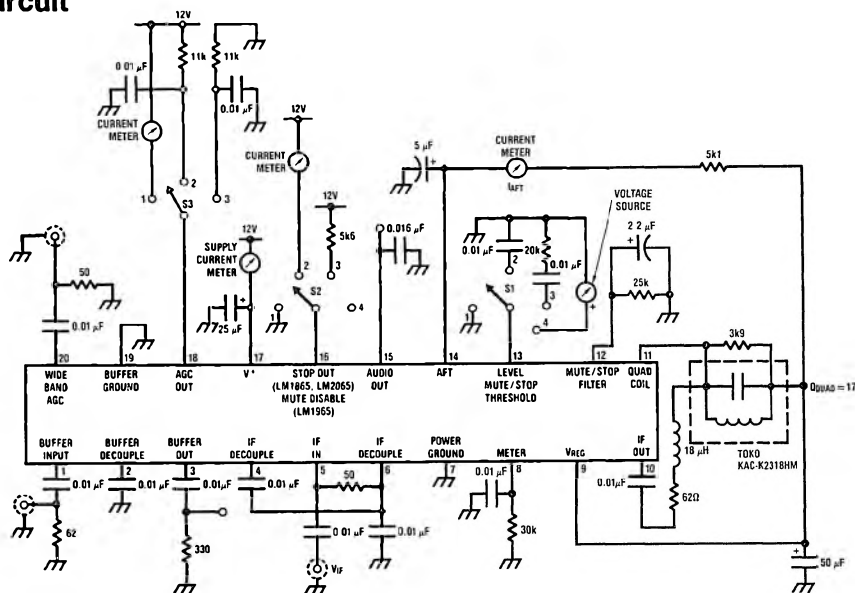 ircuit
12V
11k
11k
0.01 µF
0.01 µF
CURRENT
METER
1
2
S3
3
12V
CURRENT
METER
12V
5k6
2
3
S2
1
4
12V
SUPPLY
CURRENT
METER
+
25 µF
0.016 µF
5 µF
+
CURRENT
METER
IAFT
5k1
VOLTAGE
SOURCE
0.01 µF
20k
0.01 µF
2
S1
3
1
4
+
2 2 µF
+
25k
50
0.01 µF
3k9
QQUAD = 17
TOKO
KAC-K2318HM
18 µH
62Ω
20
19
18
17
16
15
14
13
12
11
WIDE
BAND
AGC
BUFFER
GROUND
AGC
OUT
V+
STOP OUT
(LM1865, LM2065)
MUTE DISABLE
(LM1965)
AUDIO
OUT
AFT
LEVEL
MUTE/STOP
THRESHOLD
MUTE/STOP
FILTER
QUAD
COIL
BUFFER
INPUT
BUFFER
DECOUPLE
BUFFER
OUT
IF
DECOUPLE
IF
IN
IF
DECOUPLE
POWER
GROUND
METER
VREG
IF
OUT
1
2
3
4
5
6
7
8
9
10
0.01 µF
0.01 µF
0.01µF
0.01 µF
50
0.01 µF
0.01µF
62
330
0 01 µF
0.01 µF
VIF
30k
+
50 µF